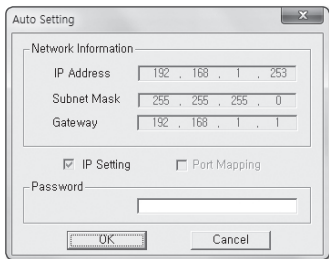 Auto Setting
Network Information
IP Address 192 . 168 . 1 . 253
Subnet Mask 255 . 255 . 255 . 0
Gateway 192 . 168 . 1 . 1
IP Setting Port Mapping
Password
OK Cancel